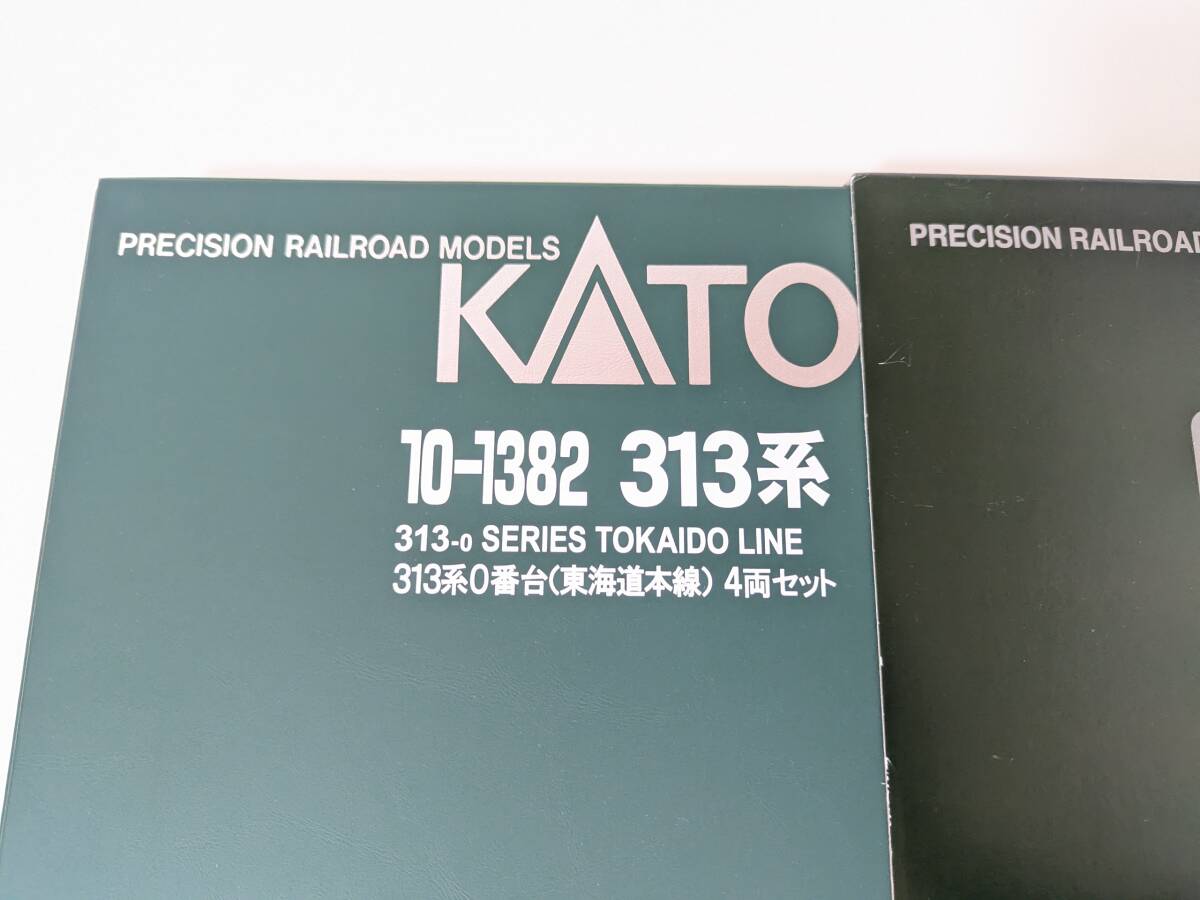 PRECISION RAILROAD MODELS
KATO
10-1382 313系
313-0 SERIES TOKAIDO LINE
313系0番台(東海道本線) 4両セット
PRECISION RAILROAD